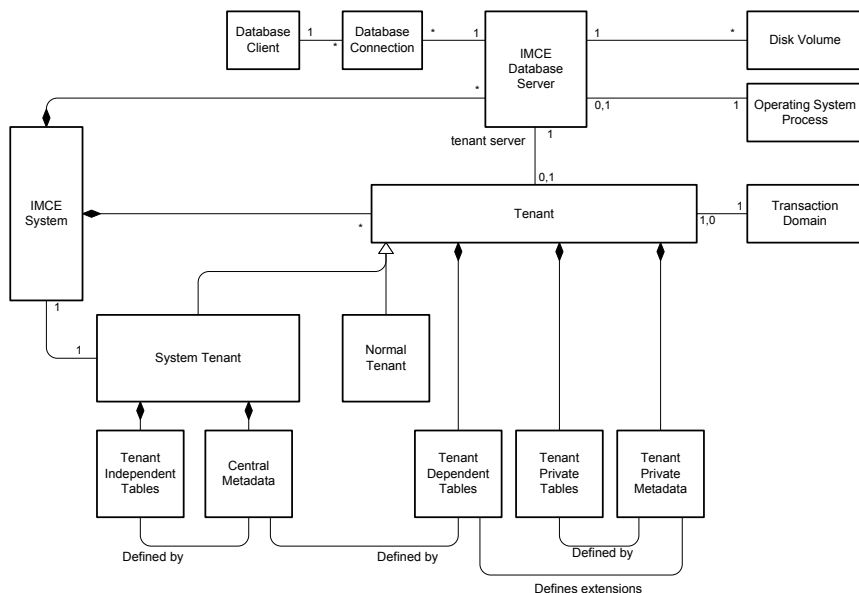 Database
Client
1
*
Database
Connection
*
1
IMCE
Database
Server
1
*
Disk Volume
*
0,1
1
Operating System
Process
IMCE
System
tenant server
1
0,1
Tenant
*
1,0
1
Transaction
Domain
1
1
System Tenant
Normal
Tenant
Tenant
Independent
Tables
Central
Metadata
Tenant
Dependent
Tables
Tenant
Private
Tables
Tenant
Private
Metadata
Defined by
Defined by
Defined by
Defines extensions